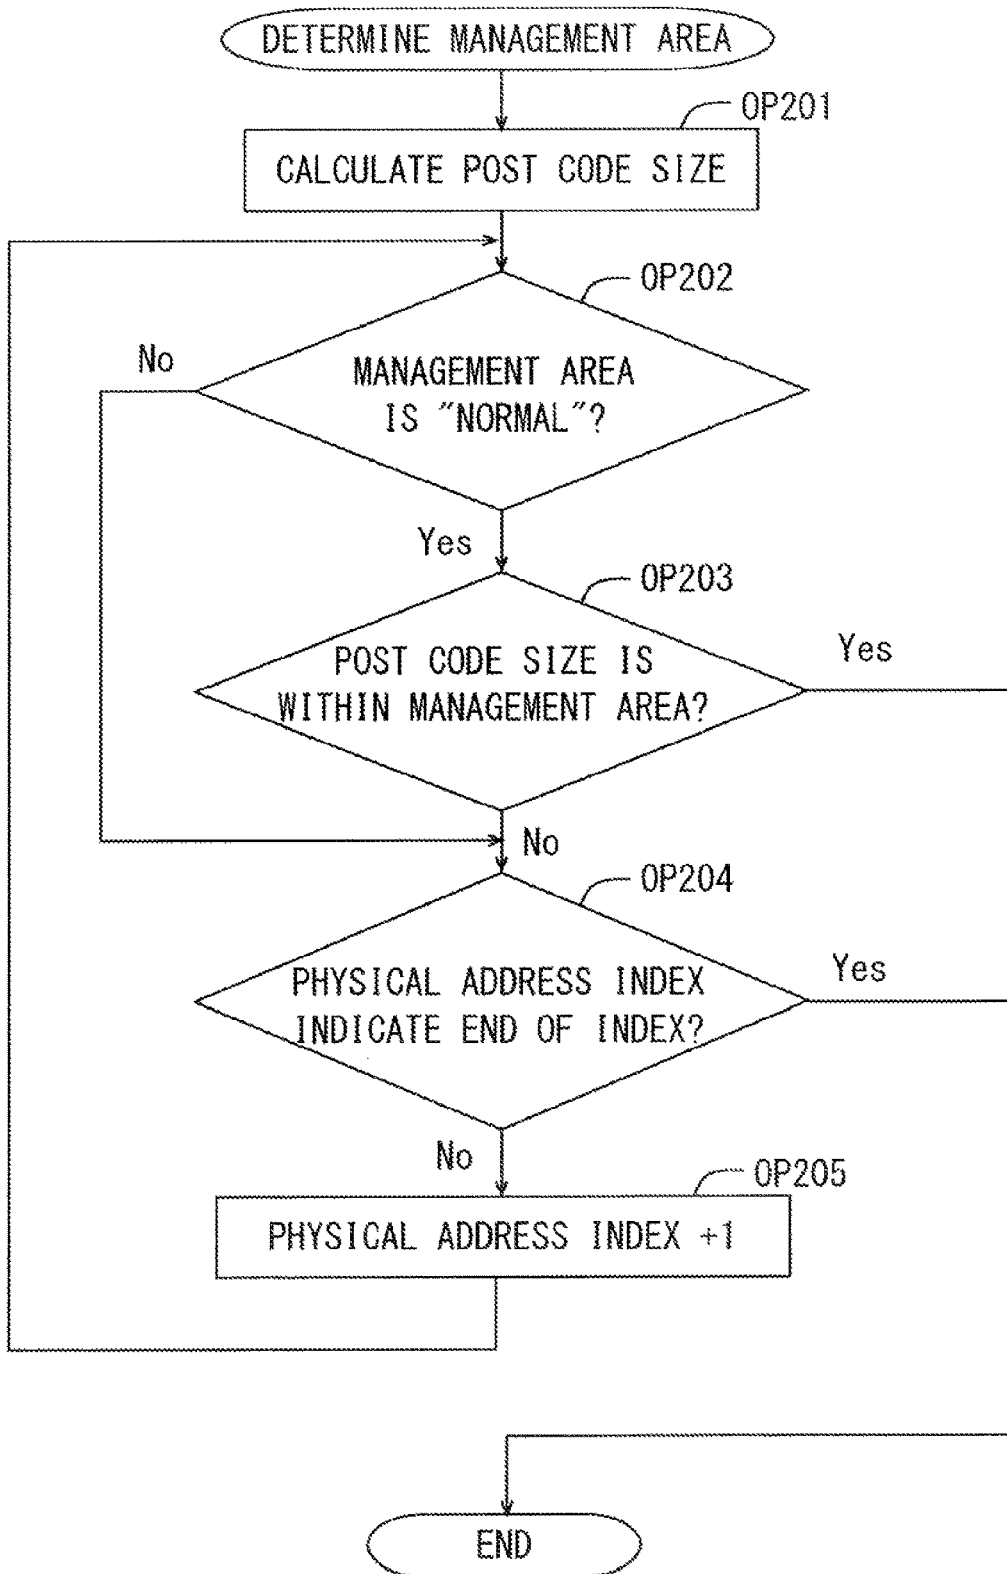 DETERMINE MANAGEMENT AREA
OP201
CALCULATE POST CODE SIZE
OP202
No
MANAGEMENT AREA
IS "NORMAL"?
Yes
OP203
POST CODE SIZE IS
WITHIN MANAGEMENT AREA?
Yes
No
OP204
PHYSICAL ADDRESS INDEX
INDICATE END OF INDEX?
Yes
No
OP205
PHYSICAL ADDRESS INDEX +1
END